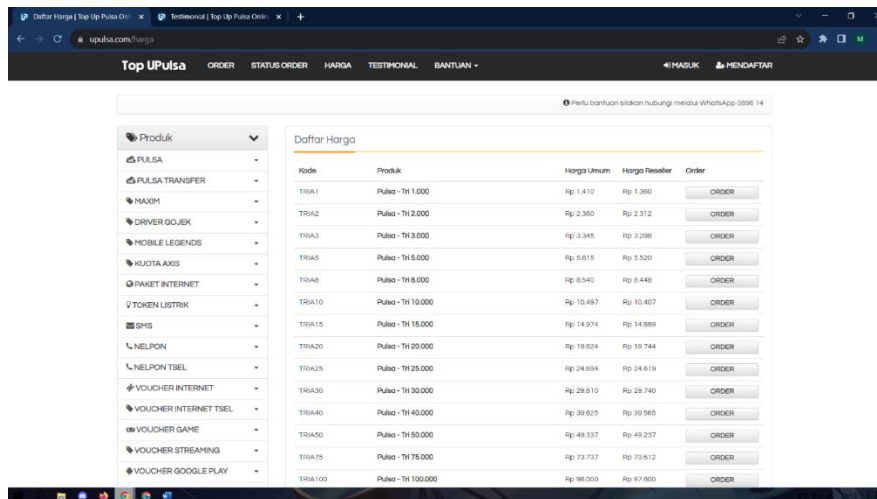 Daftar Harga | Top Up Pulsa Onli
Testimonial | Top Up Pulsa Onlin
upulsa.com/harga
M
Top UPulsa ORDER STATUS ORDER HARGA TESTIMONIAL BANTUAN MASUK MENDAFTAR
Perlu bantuan silakan hubungi melalui WhatsApp 0896 14
Produk
PULSA
PULSA TRANSFER
MAXIM
DRIVER GOJEK
MOBILE LEGENDS
KUOTA AXIS
PAKET INTERNET
TOKEN LISTRIK
SMS
NELPON
NELPON TSEL
VOUCHER INTERNET
VOUCHER INTERNET TSEL
VOUCHER GAME
VOUCHER STREAMING
VOUCHER GOOGLE PLAY
Daftar Harga
Kode Produk Harga Umum Harga Reseller Order
TRIA1 Pulsa - Tri 1.000 Rp 1.410 Rp 1.360 ORDER
TRIA2 Pulsa - Tri 2.000 Rp 2.360 Rp 2.312 ORDER
TRIA3 Pulsa - Tri 3.000 Rp 3.345 Rp 3.298 ORDER
TRIA5 Pulsa - Tri 5.000 Rp 5.615 Rp 5.520 ORDER
TRIA8 Pulsa - Tri 8.000 Rp 8.540 Rp 8.448 ORDER
TRIA10 Pulsa - Tri 10.000 Rp 10.497 Rp 10.407 ORDER
TRIA15 Pulsa - Tri 15.000 Rp 14.974 Rp 14.889 ORDER
TRIA20 Pulsa - Tri 20.000 Rp 19.824 Rp 19.744 ORDER
TRIA25 Pulsa - Tri 25.000 Rp 24.694 Rp 24.619 ORDER
TRIA30 Pulsa - Tri 30.000 Rp 29.810 Rp 29.740 ORDER
TRIA40 Pulsa - Tri 40.000 Rp 39.625 Rp 39.565 ORDER
TRIA50 Pulsa - Tri 50.000 Rp 49.337 Rp 49.237 ORDER
TRIA75 Pulsa - Tri 75.000 Rp 73.737 Rp 73.612 ORDER
TRIA100 Pulsa - Tri 100.000 Rp 98.000 Rp 97.800 ORDER